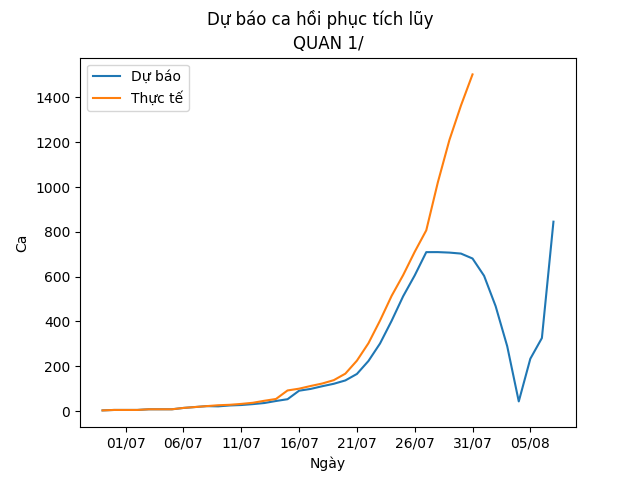 Dự báo ca hồi phục tích lũy
QUAN 1/
Dự báo
Thực tế
1400
1200
1000
800
600
400
200
0
Ca
01/07 06/07 11/07 16/07 21/07 26/07 31/07 05/08
Ngày